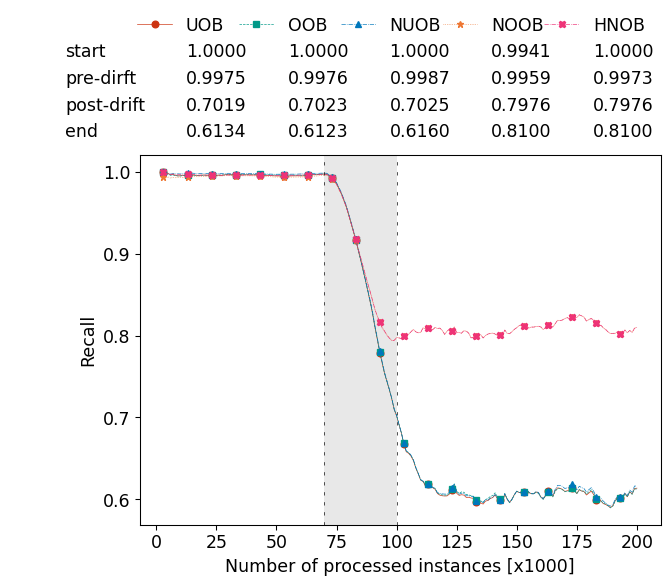 UOB OOB NUOB NOOB HNOB
start 1.0000 1.0000 1.0000 0.9941 1.0000
pre-dirft 0.9975 0.9976 0.9987 0.9959 0.9973
post-drift 0.7019 0.7023 0.7025 0.7976 0.7976
end 0.6134 0.6123 0.6160 0.8100 0.8100
1.0
0.9
0.8
0.7
0.6
Recall
0 25 50 75 100 125 150 175 200
Number of processed instances [x1000]